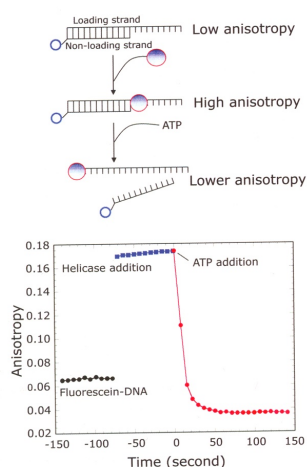 Loading strand
Low anisotropy
Non-loading strand
High anisotropy
ATP
Lower anisotropy
0.18
Helicase addition
ATP addition
0.16
0.14
0.12
0.10
Anisotropy
0.08
0.06
Fluorescein-DNA
0.04
0.02
-150 -100 -50 0 50 100 150
Time (second)